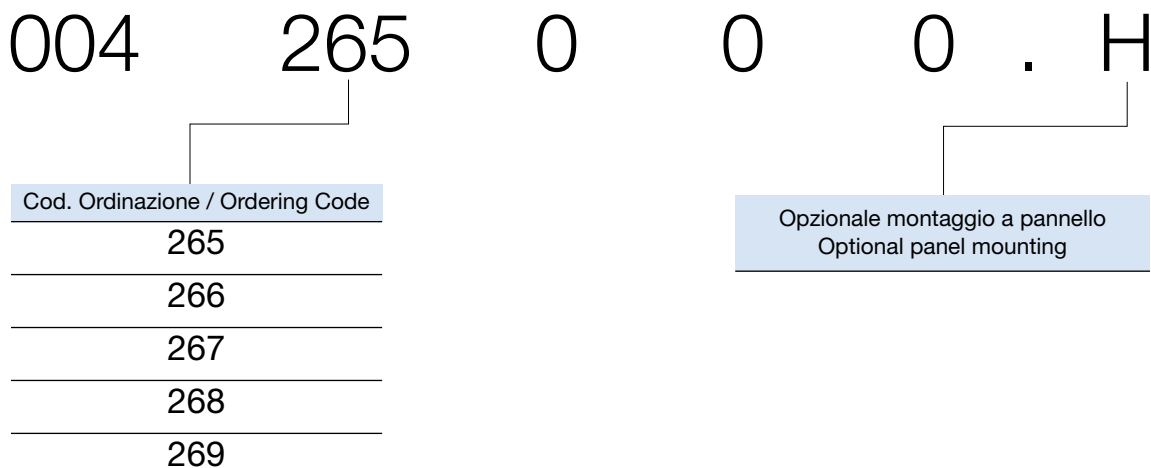 004 265 0 0 0 . H
Cod. Ordinazione / Ordering Code
265
266
267
268
269
Opzionale montaggio a pannello
Optional panel mounting